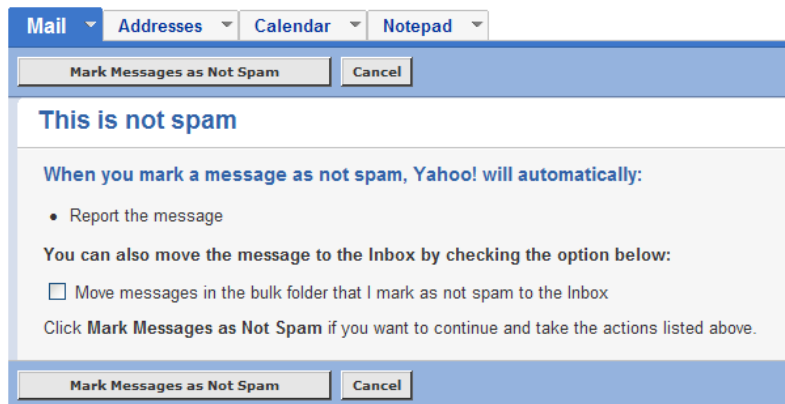 Mail Addresses Calendar Notepad
Mark Messages as Not Spam Cancel
This is not spam
When you mark a message as not spam, Yahoo! will automatically:
• Report the message
You can also move the message to the Inbox by checking the option below:
Move messages in the bulk folder that I mark as not spam to the Inbox
Click Mark Messages as Not Spam if you want to continue and take the actions listed above.
Mark Messages as Not Spam Cancel